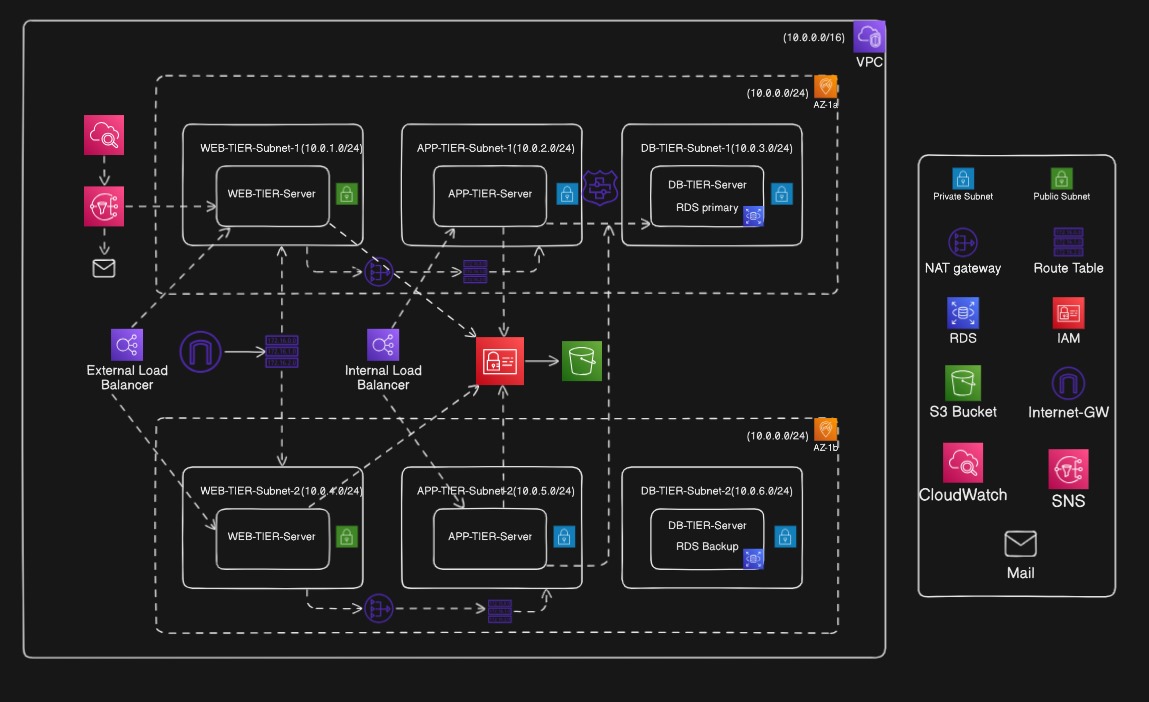 (10.0.0.0/16)
VPC
(10.0.0.0/24)
AZ-1a
WEB-TIER-Subnet-1(10.0.1.0/24)
APP-TIER-Subnet-1(10.0.2.0/24)
DB-TIER-Subnet-1(10.0.3.0/24)
WEB-TIER-Server
APP-TIER-Server
DB-TIER-Server
RDS primary
External Load
Balancer
Internal Load
Balancer
(10.0.0.0/24)
AZ-1b
WEB-TIER-Subnet-2(10.0.4.0/24)
APP-TIER-Subnet-2(10.0.5.0/24)
DB-TIER-Subnet-2(10.0.6.0/24)
WEB-TIER-Server
APP-TIER-Server
DB-TIER-Server
RDS Backup
Private Subnet
Public Subnet
NAT gateway
Route Table
RDS
IAM
S3 Bucket
Internet-GW
CloudWatch
SNS
Mail